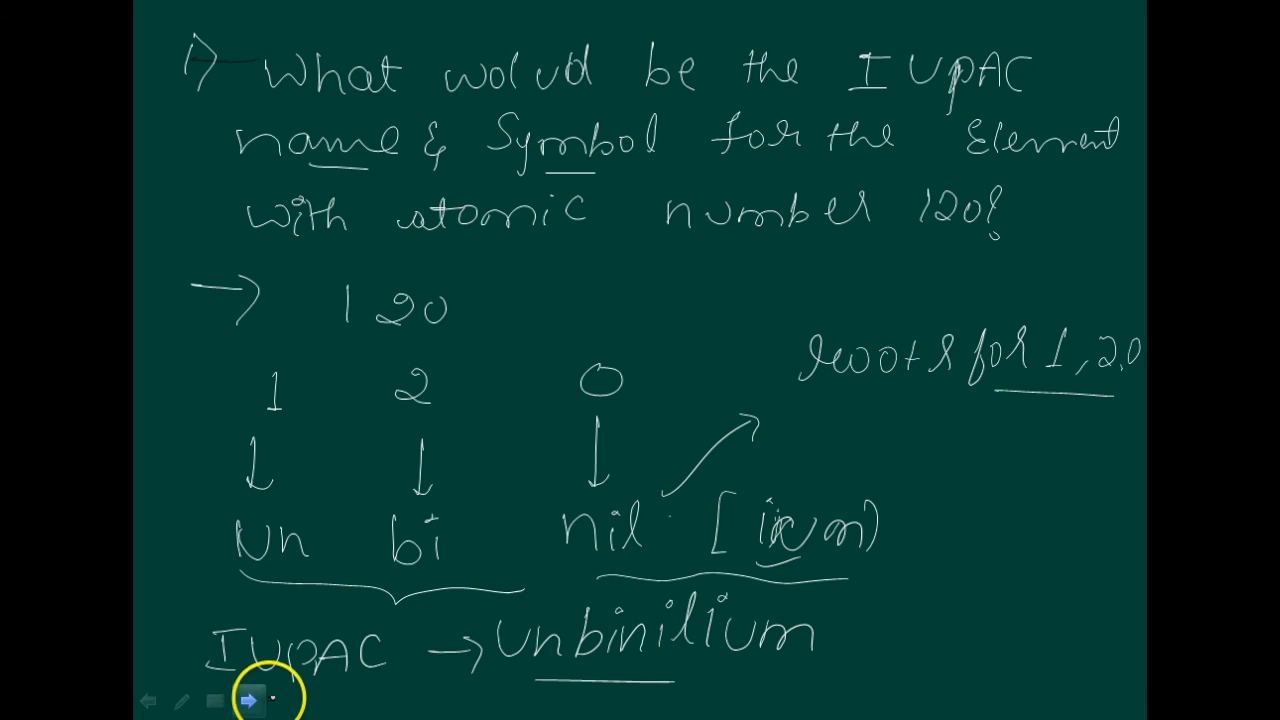 1) What wolud be the IUPAC
name & Symbol for the Element
with atomic number 120?
→ 120
roots for 1,2,0
1 2 0
↓ ↓ ↓
Un bi nil [ium)
IUPAC → Unbinilium